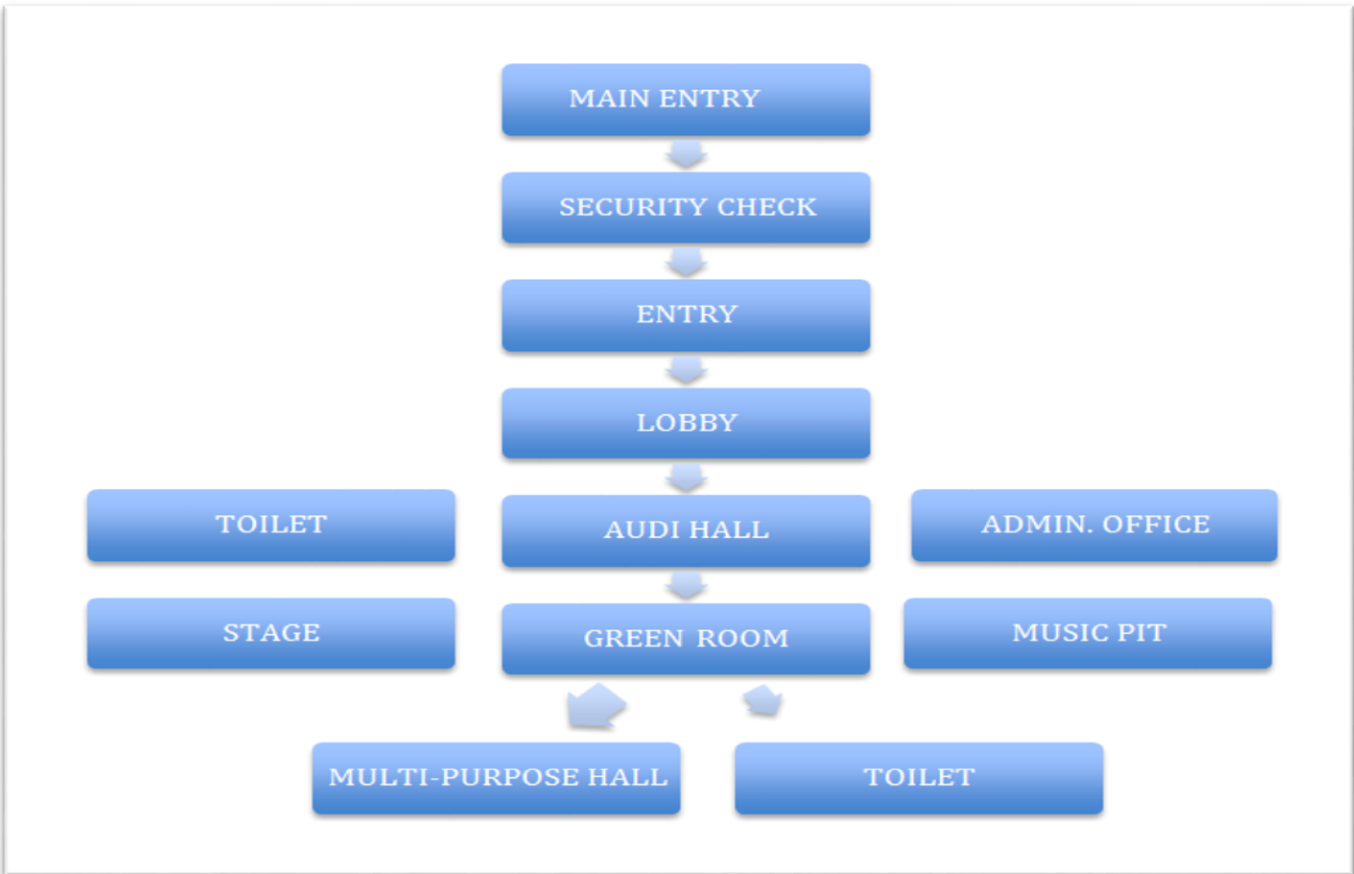 MAIN ENTRY
SECURITY CHECK
ENTRY
LOBBY
TOILET
AUDI HALL
ADMIN. OFFICE
STAGE
GREEN ROOM
MUSIC PIT
MULTI-PURPOSE HALL
TOILET